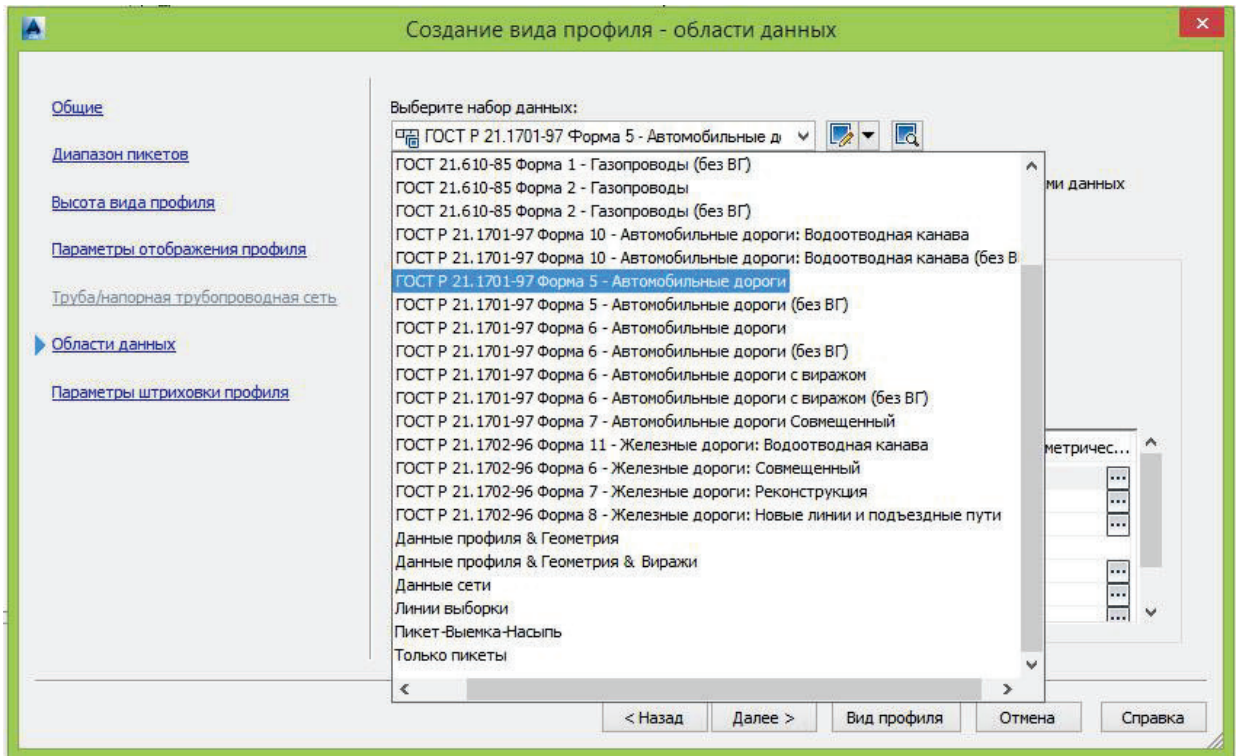 Создание вида профиля - области данных
Общие
Диапазон пикетов
Высота вида профиля
Параметры отображения профиля
Труба/напорная трубопроводная сеть
Области данных
Параметры штриховки профиля
Выберите набор данных:
ГОСТ Р 21.1701-97 Форма 5 - Автомобильные д
ми данных
ГОСТ 21.610-85 Форма 1 - Газопроводы (без ВГ)
ГОСТ 21.610-85 Форма 2 - Газопроводы
ГОСТ 21.610-85 Форма 2 - Газопроводы (без ВГ)
ГОСТ Р 21.1701-97 Форма 10 - Автомобильные дороги: Водоотводная канава
ГОСТ Р 21.1701-97 Форма 10 - Автомобильные дороги: Водоотводная канава (без В
ГОСТ Р 21.1701-97 Форма 5 - Автомобильные дороги
ГОСТ Р 21.1701-97 Форма 5 - Автомобильные дороги (без ВГ)
ГОСТ Р 21.1701-97 Форма 6 - Автомобильные дороги
ГОСТ Р 21.1701-97 Форма 6 - Автомобильные дороги (без ВГ)
ГОСТ Р 21.1701-97 Форма 6 - Автомобильные дороги с виражом
ГОСТ Р 21.1701-97 Форма 6 - Автомобильные дороги с виражом (без ВГ)
ГОСТ Р 21.1701-97 Форма 7 - Автомобильные дороги Совмещенный
ГОСТ Р 21.1702-96 Форма 11 - Железные дороги: Водоотводная канава
ГОСТ Р 21.1702-96 Форма 6 - Железные дороги: Совмещенный
ГОСТ Р 21.1702-96 Форма 7 - Железные дороги: Реконструкция
ГОСТ Р 21.1702-96 Форма 8 - Железные дороги: Новые линии и подъездные пути
Данные профиля & Геометрия
Данные профиля & Геометрия & Виражи
Данные сети
Линии выборки
Пикет-Выемка-Насыпь
Только пикеты
метричес...
< Назад
Далее >
Вид профиля
Отмена
Справка